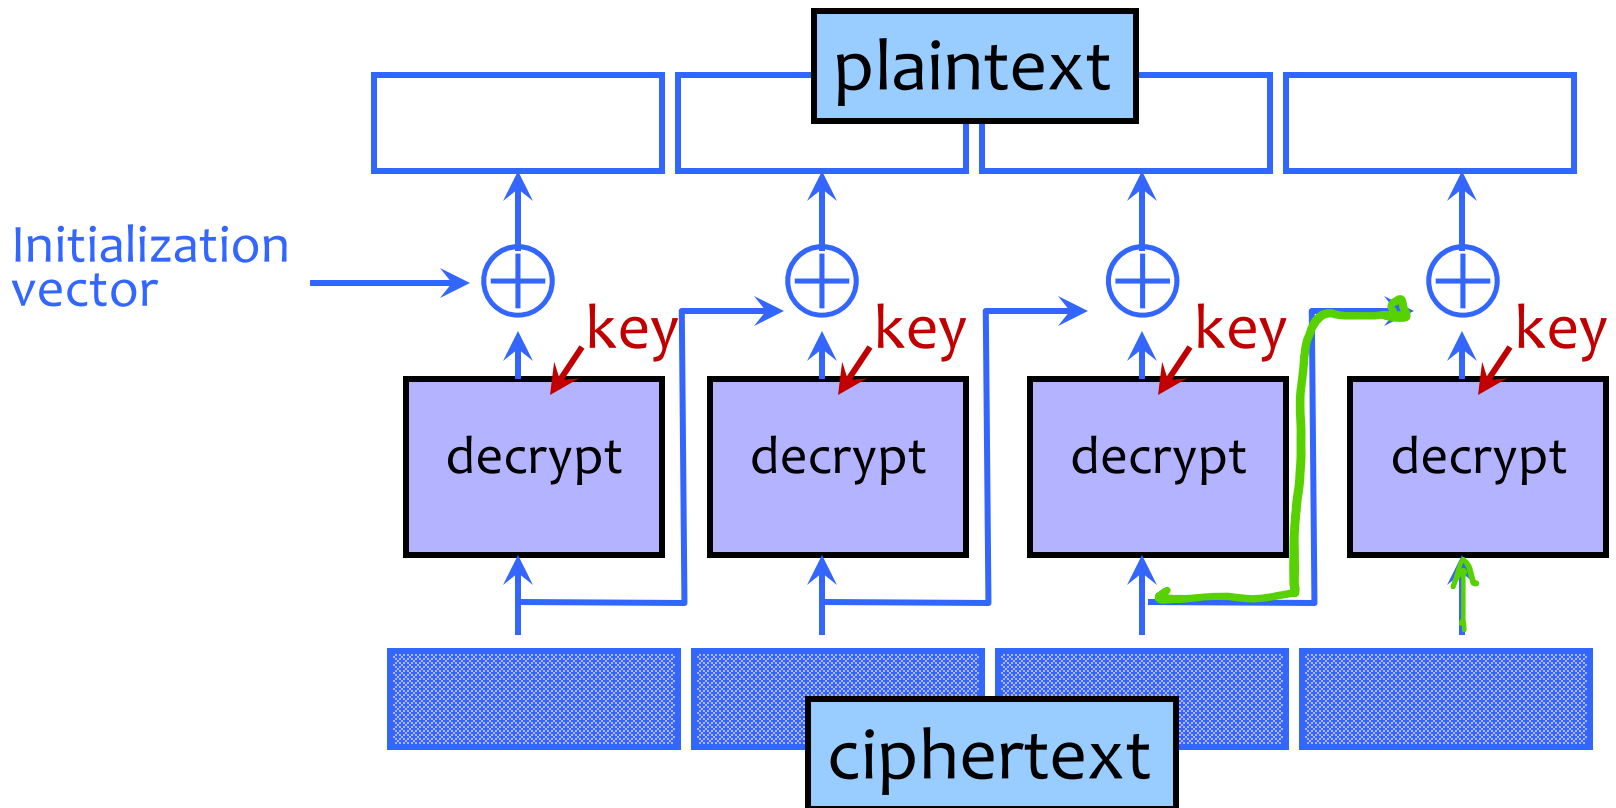 plaintext
Initialization
vector
key
key
key
key
decrypt
decrypt
decrypt
decrypt
ciphertext